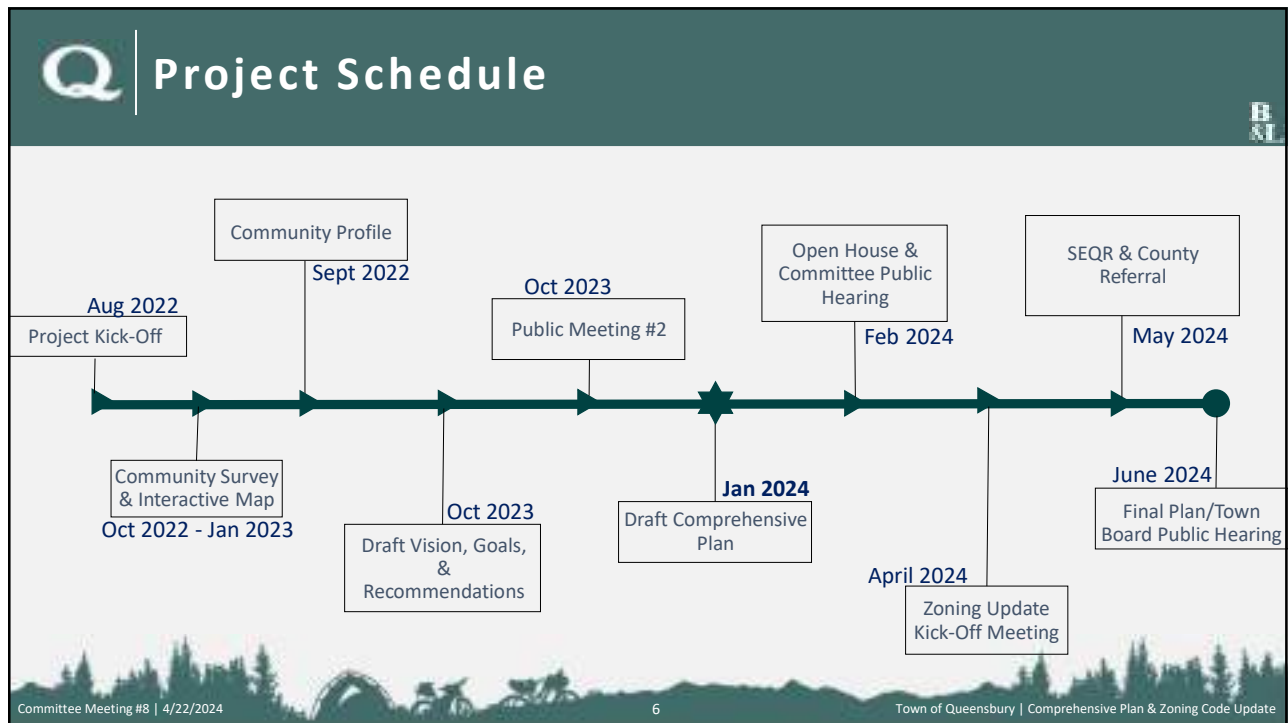 Q
Project Schedule
B
&L
Community Profile
Sept 2022
Aug 2022
Project Kick-Off
Oct 2023
Public Meeting #2
Open House &
Committee Public
Hearing
Feb 2024
SEQR & County
Referral
May 2024
Community Survey
& Interactive Map
Oct 2022 - Jan 2023
Oct 2023
Draft Vision, Goals,
&
Recommendations
Jan 2024
Draft Comprehensive
Plan
April 2024
Zoning Update
Kick-Off Meeting
June 2024
Final Plan/Town
Board Public Hearing
Committee Meeting #8 | 4/22/2024
6
Town of Queensbury | Comprehensive Plan & Zoning Code Update